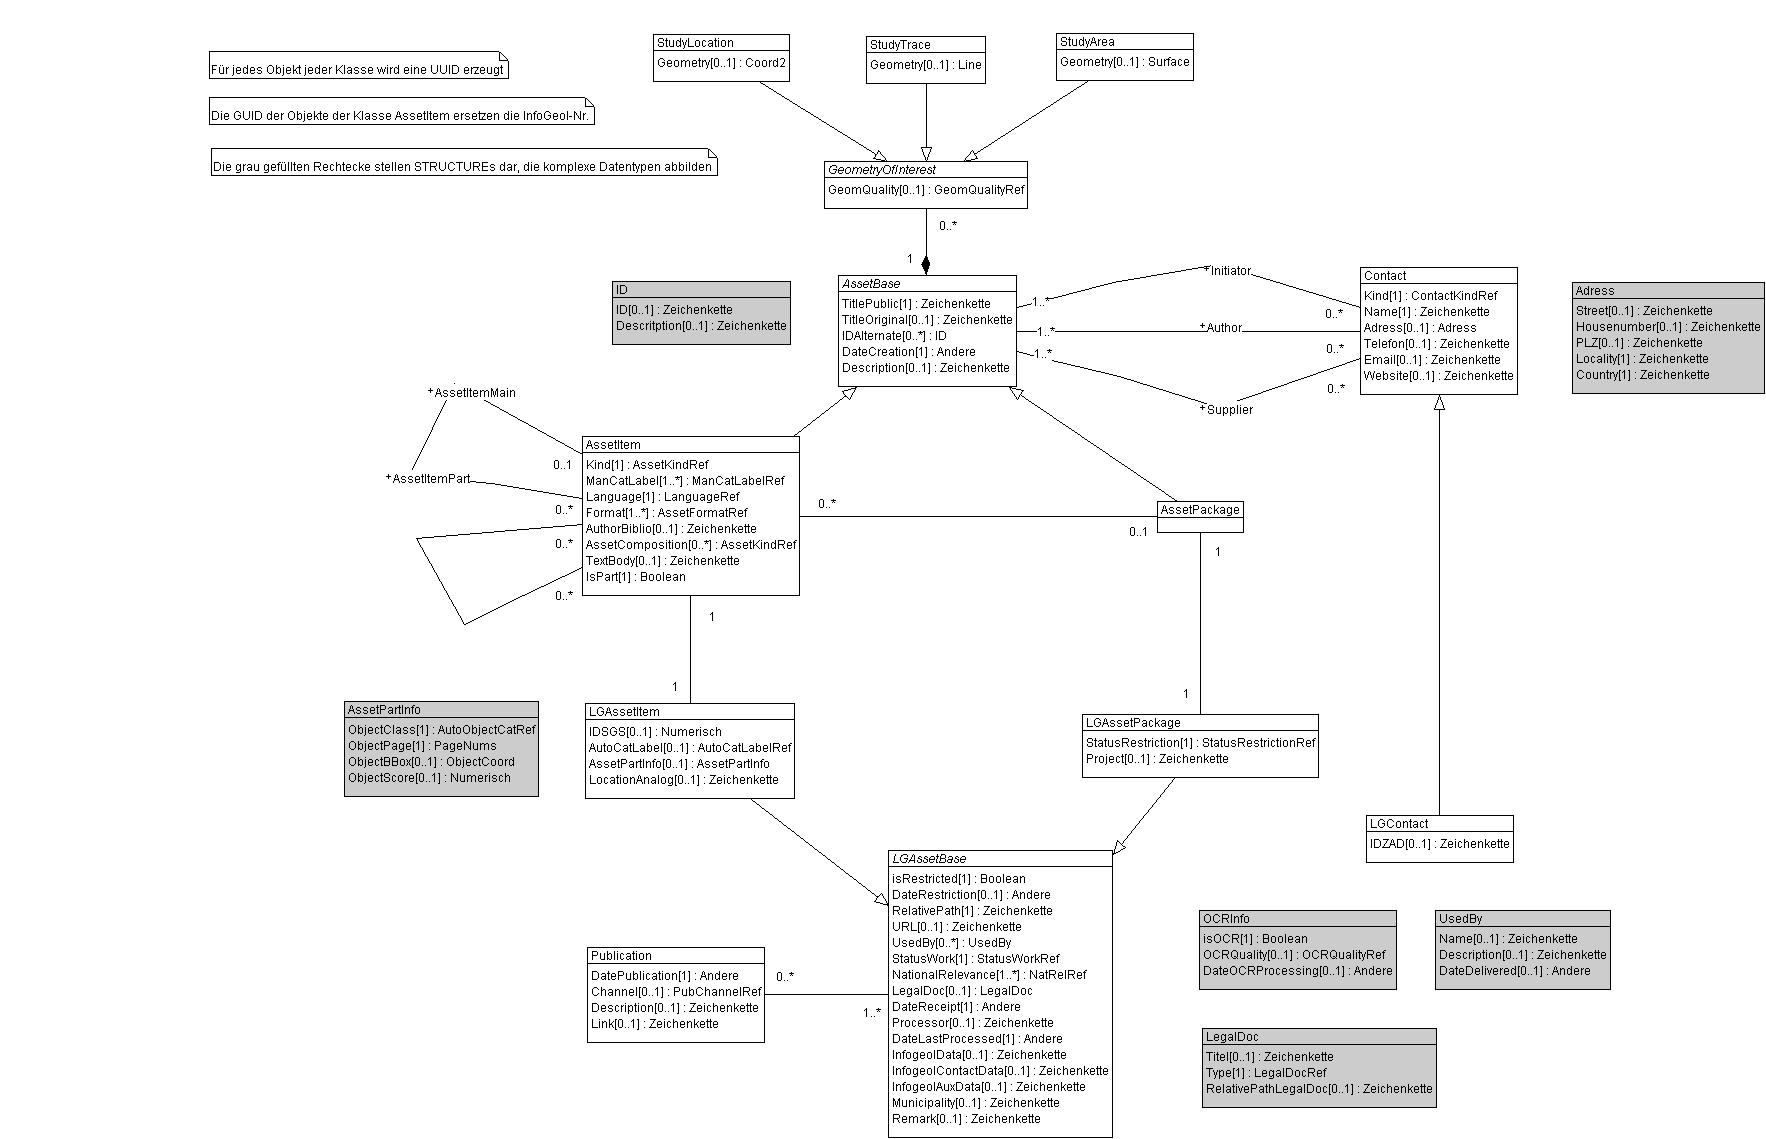 Für jedes Objekt jeder Klasse wird eine UUID erzeugt
Die GUID der Objekte der Klasse AssetItem ersetzen die InfoGeol-Nr.
Die grau gefüllten Rechtecke stellen STRUCTUREs dar, die komplexe Datentypen abbilden
StudyLocation
Geometry[0..1] : Coord2
StudyTrace
Geometry[0..1] : Line
StudyArea
Geometry[0..1] : Surface
GeometryOfInterest
GeomQuality[0..1] : GeomQualityRef
0..*
1
ID
ID[0..1] : Zeichenkette
Descritption[0..1] : Zeichenkette
AssetBase
TitlePublic[1] : Zeichenkette
TitleOriginal[0..1] : Zeichenkette
IDAlternate[0..*] : ID
DateCreation[1] : Andere
Description[0..1] : Zeichenkette
1..*
+Initiator
0..*
1..*
+Author
0..*
1..*
+Supplier
0..*
Contact
Kind[1] : ContactKindRef
Name[1] : Zeichenkette
Adress[0..1] : Adress
Telefon[0..1] : Zeichenkette
Email[0..1] : Zeichenkette
Website[0..1] : Zeichenkette
Adress
Street[0..1] : Zeichenkette
Housenumber[0..1] : Zeichenkette
PLZ[0..1] : Zeichenkette
Locality[1] : Zeichenkette
Country[1] : Zeichenkette
+AssetItemMain
0..1
+AssetItemPart
0..*
0..*
0..*
AssetItem
Kind[1] : AssetKindRef
ManCatLabel[1..*] : ManCatLabelRef
Language[1] : LanguageRef
Format[1..*] : AssetFormatRef
AuthorBiblio[0..1] : Zeichenkette
AssetComposition[0..*] : AssetKindRef
TextBody[0..1] : Zeichenkette
IsPart[1] : Boolean
0..*
0..1
AssetPackage
1
1
1
1
AssetPartInfo
ObjectClass[1] : AutoObjectCatRef
ObjectPage[1] : PageNums
ObjectBBox[0..1] : ObjectCoord
ObjectScore[0..1] : Numerisch
LGAssetItem
IDSGS[0..1] : Numerisch
AutoCatLabel[0..1] : AutoCatLabelRef
AssetPartInfo[0..1] : AssetPartInfo
LocationAnalog[0..1] : Zeichenkette
LGAssetPackage
StatusRestriction[1] : StatusRestrictionRef
Project[0..1] : Zeichenkette
LGContact
IDZAD[0..1] : Zeichenkette
LGAssetBase
isRestricted[1] : Boolean
DateRestriction[0..1] : Andere
RelativePath[1] : Zeichenkette
URL[0..1] : Zeichenkette
UsedBy[0..*] : UsedBy
StatusWork[1] : StatusWorkRef
NationalRelevance[1..*] : NatRelRef
LegalDoc[0..1] : LegalDoc
DateReceipt[1] : Andere
Processor[0..1] : Zeichenkette
DateLastProcessed[1] : Andere
InfogeolData[0..1] : Zeichenkette
InfogeolContactData[0..1] : Zeichenkette
InfogeolAuxData[0..1] : Zeichenkette
Municipality[0..1] : Zeichenkette
Remark[0..1] : Zeichenkette
Publication
DatePublication[1] : Andere
Channel[0..1] : PubChannelRef
Description[0..1] : Zeichenkette
Link[0..1] : Zeichenkette
0..*
1..*
OCRInfo
isOCR[1] : Boolean
OCRQuality[0..1] : OCRQualityRef
DateOCRProcessing[0..1] : Andere
UsedBy
Name[0..1] : Zeichenkette
Description[0..1] : Zeichenkette
DateDelivered[0..1] : Andere
LegalDoc
Titel[0..1] : Zeichenkette
Type[1] : LegalDocRef
RelativePathLegalDoc[0..1] : Zeichenkette